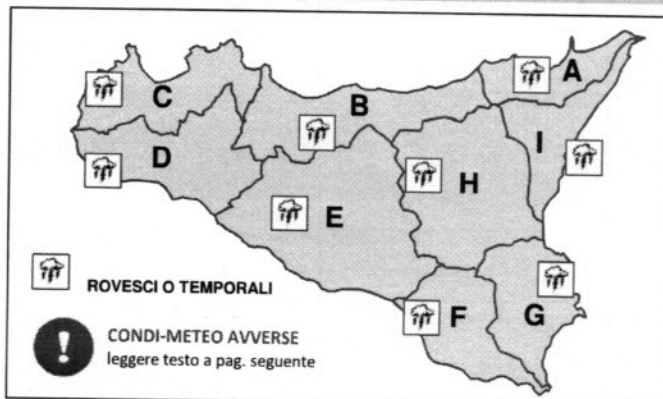 A
B
C
I
D
H
E
F
G
ROVESCI O TEMPORALI
CONDI-METEO AVVERSE
leggere testo a pag. seguente